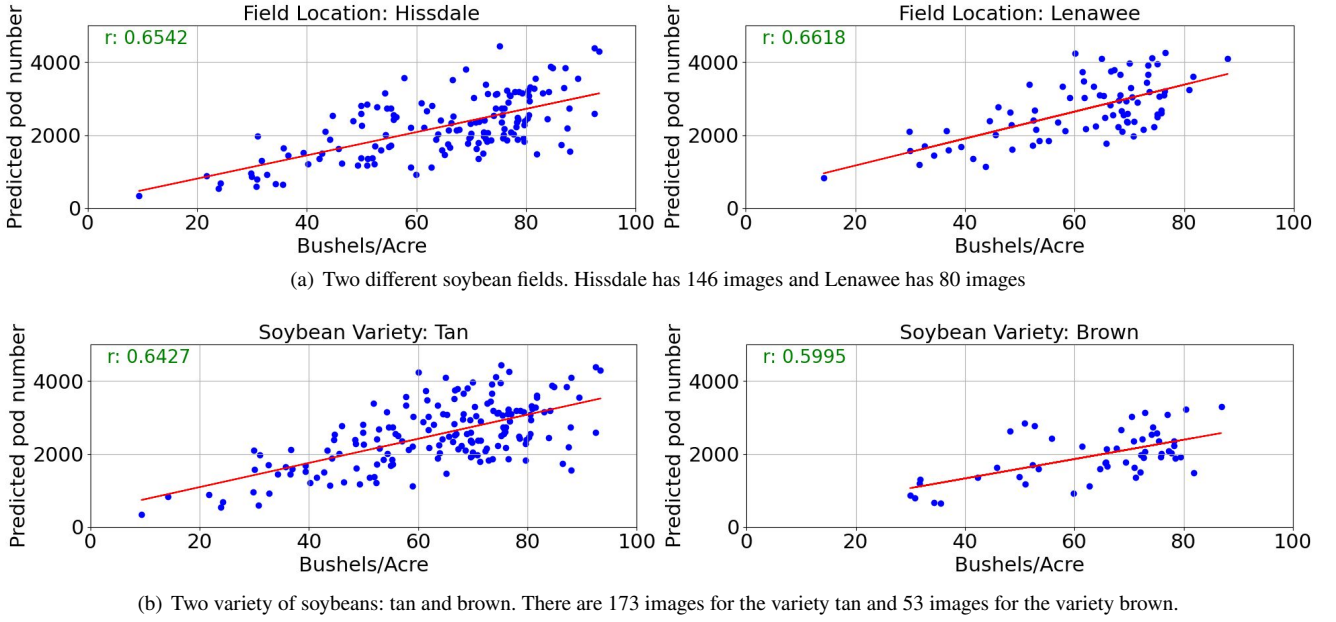 Field Location: Hissdale
r: 0.6542
Predicted pod number
4000
2000
0
0 20 40 60 80 100
Bushels/Acre
Field Location: Lenawee
r: 0.6618
Predicted pod number
4000
2000
0
0 20 40 60 80 100
Bushels/Acre
(a) Two different soybean fields. Hissdale has 146 images and Lenawee has 80 images
Soybean Variety: Tan
r: 0.6427
Predicted pod number
4000
2000
0
0 20 40 60 80 100
Bushels/Acre
Soybean Variety: Brown
r: 0.5995
Predicted pod number
4000
2000
0
0 20 40 60 80 100
Bushels/Acre
(b) Two variety of soybeans: tan and brown. There are 173 images for the variety tan and 53 images for the variety brown.